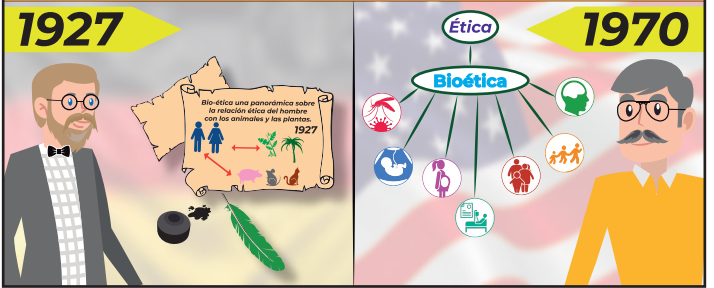 1927
Bio-ética una panorámica sobre
la relación ética del hombre
con los animales y las plantas.
1927
1970
Ética
Bioética